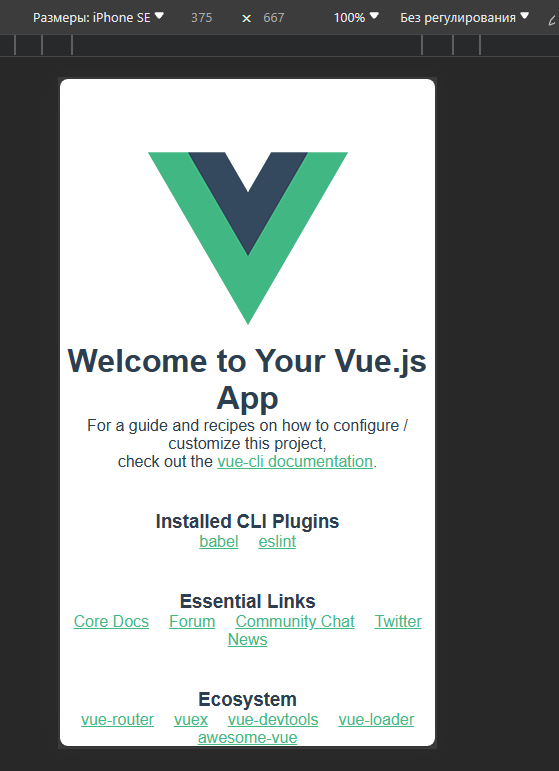 Размеры: iPhone SE 375 × 667 100% Без регулирования
Welcome to Your Vue.js
App
For a guide and recipes on how to configure /
customize this project,
check out the vue-cli documentation.
Installed CLI Plugins
babel eslint
Essential Links
Core Docs Forum Community Chat Twitter
News
Ecosystem
vue-router vuex vue-devtools vue-loader
awesome-vue